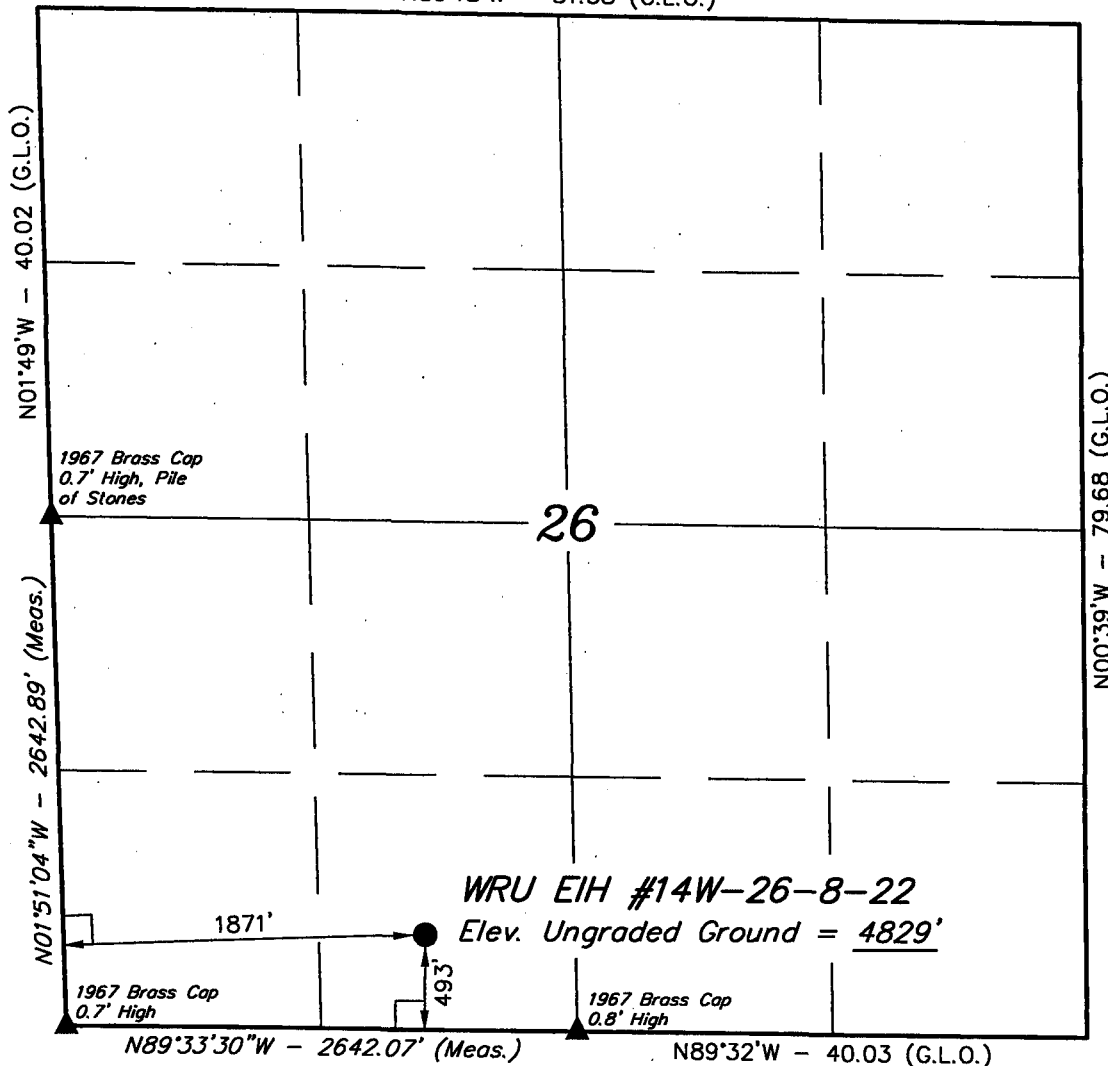 N01°49'W – 40.02 (G.L.O.)
1967 Brass Cap
0.7' High, Pile
of Stones
26
N00°39'W – 79.68 (G.L.O.)
N01°51'04"W – 2642.89' (Meas.)
WRU EIH #14W-26-8-22
1871'
Elev. Ungraded Ground = 4829'
493'
1967 Brass Cap
0.7' High
1967 Brass Cap
0.8' High
N89°33'30"W – 2642.07' (Meas.)
N89°32'W – 40.03 (G.L.O.)